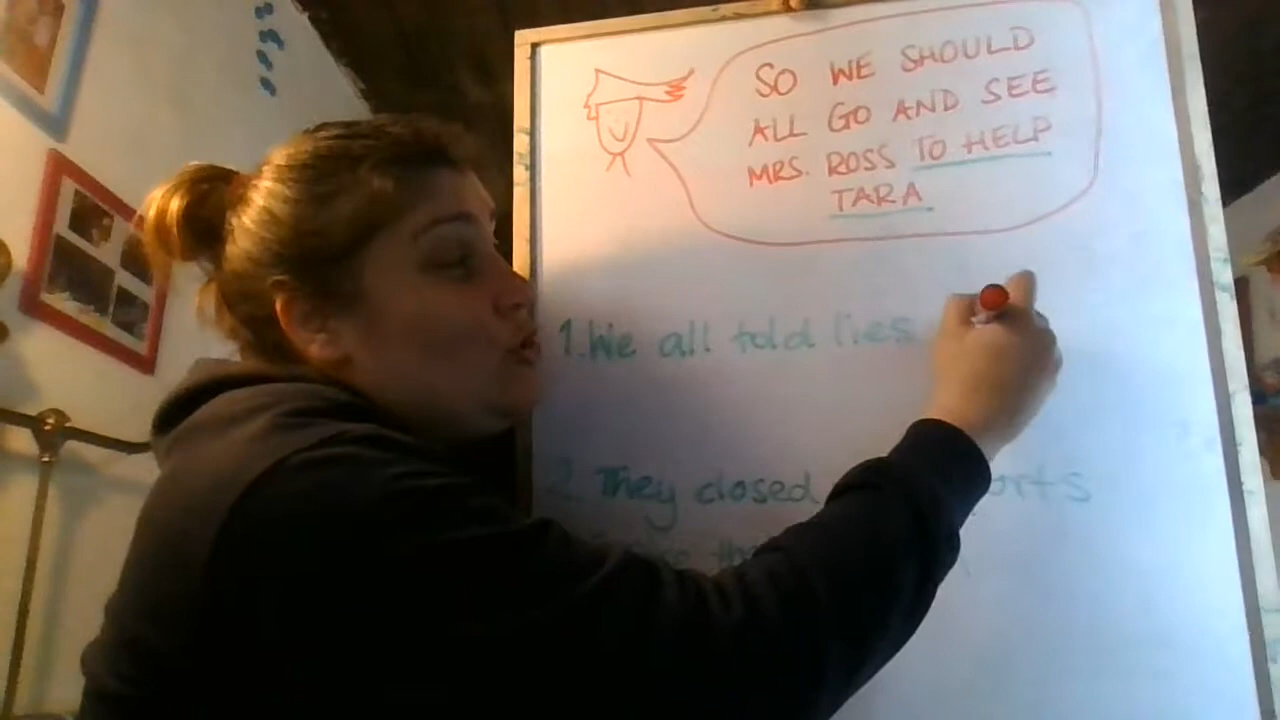 SO WE SHOULD
ALL GO AND SEE
MRS. ROSS TO HELP
TARA
1. We all told lies
2. They closed